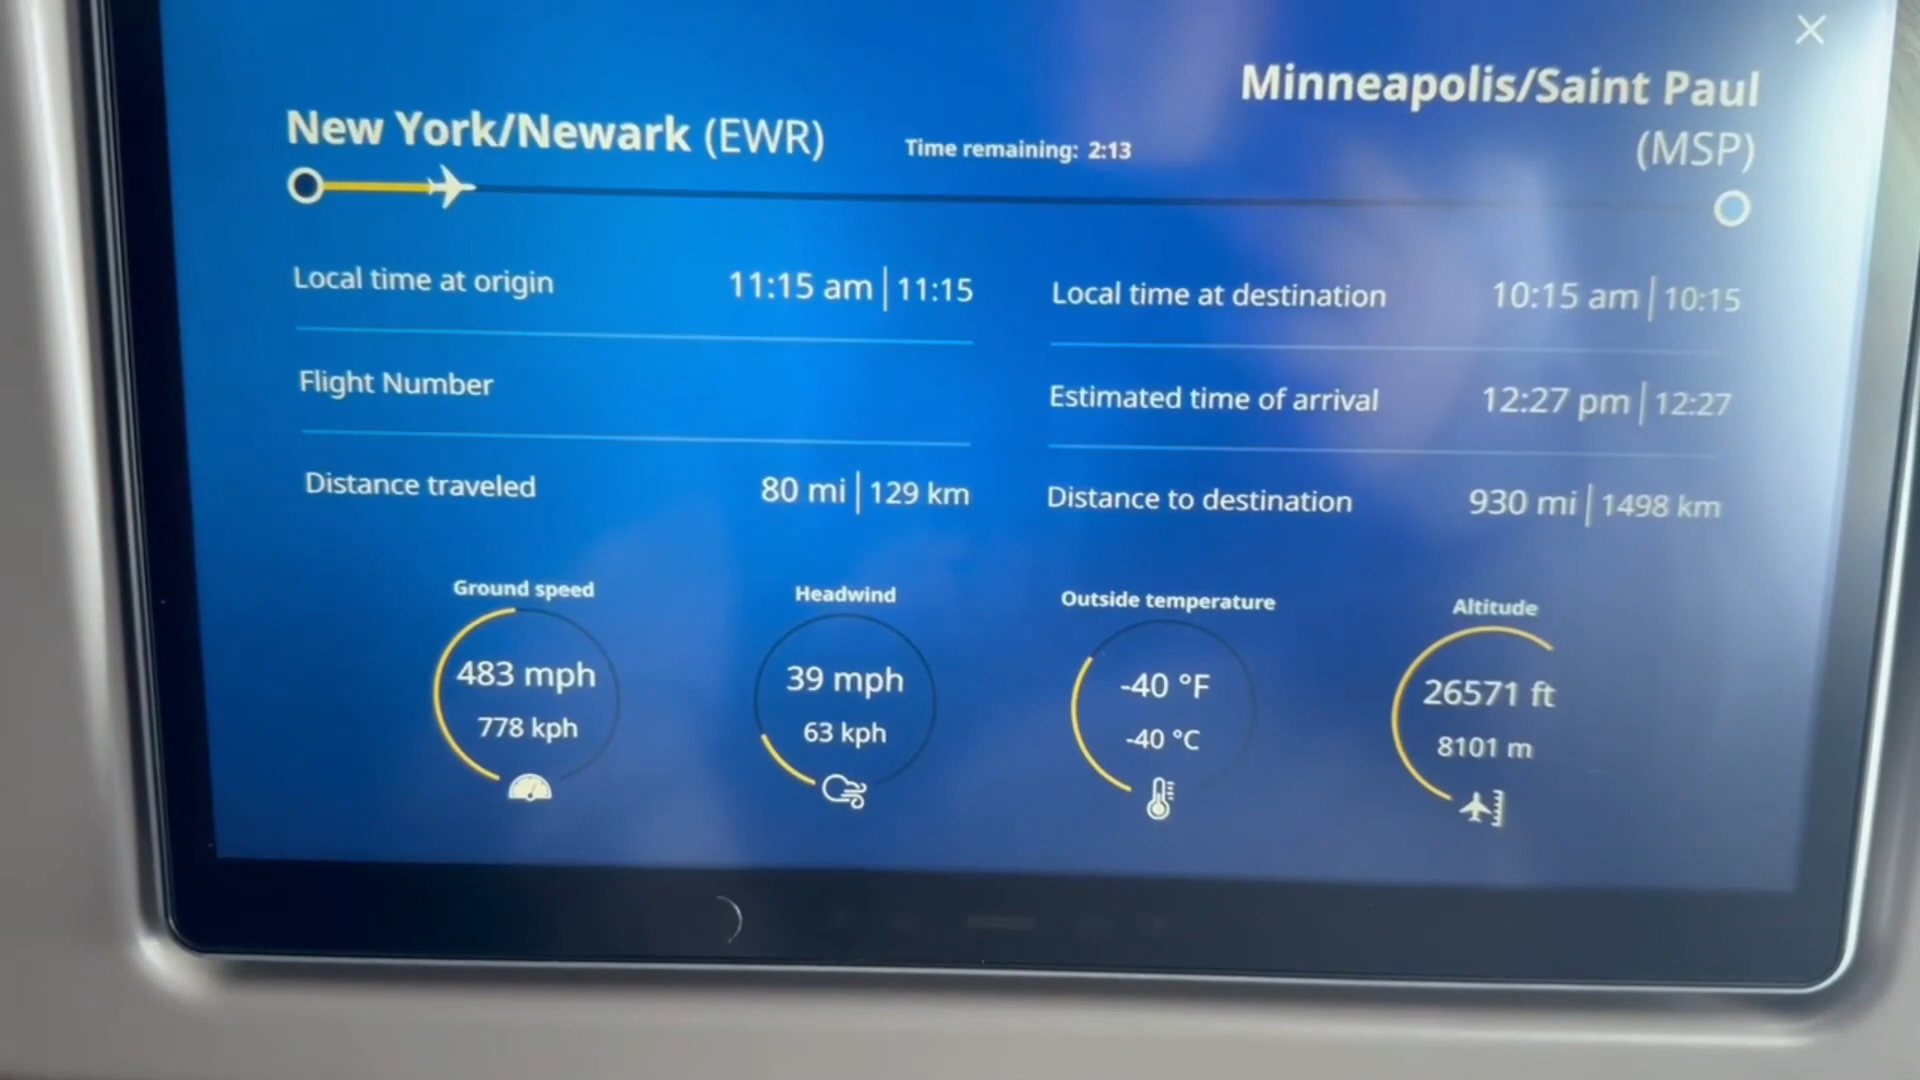 New York/Newark (EWR)
Time remaining: 2:13
Minneapolis/Saint Paul
(MSP)
Local time at origin 11:15 am | 11:15
Local time at destination 10:15 am | 10:15
Flight Number
Estimated time of arrival 12:27 pm | 12:27
Distance traveled 80 mi | 129 km
Distance to destination 930 mi | 1498 km
Ground speed
483 mph
778 kph
Headwind
39 mph
63 kph
Outside temperature
-40 °F
-40 °C
Altitude
26571 ft
8101 m